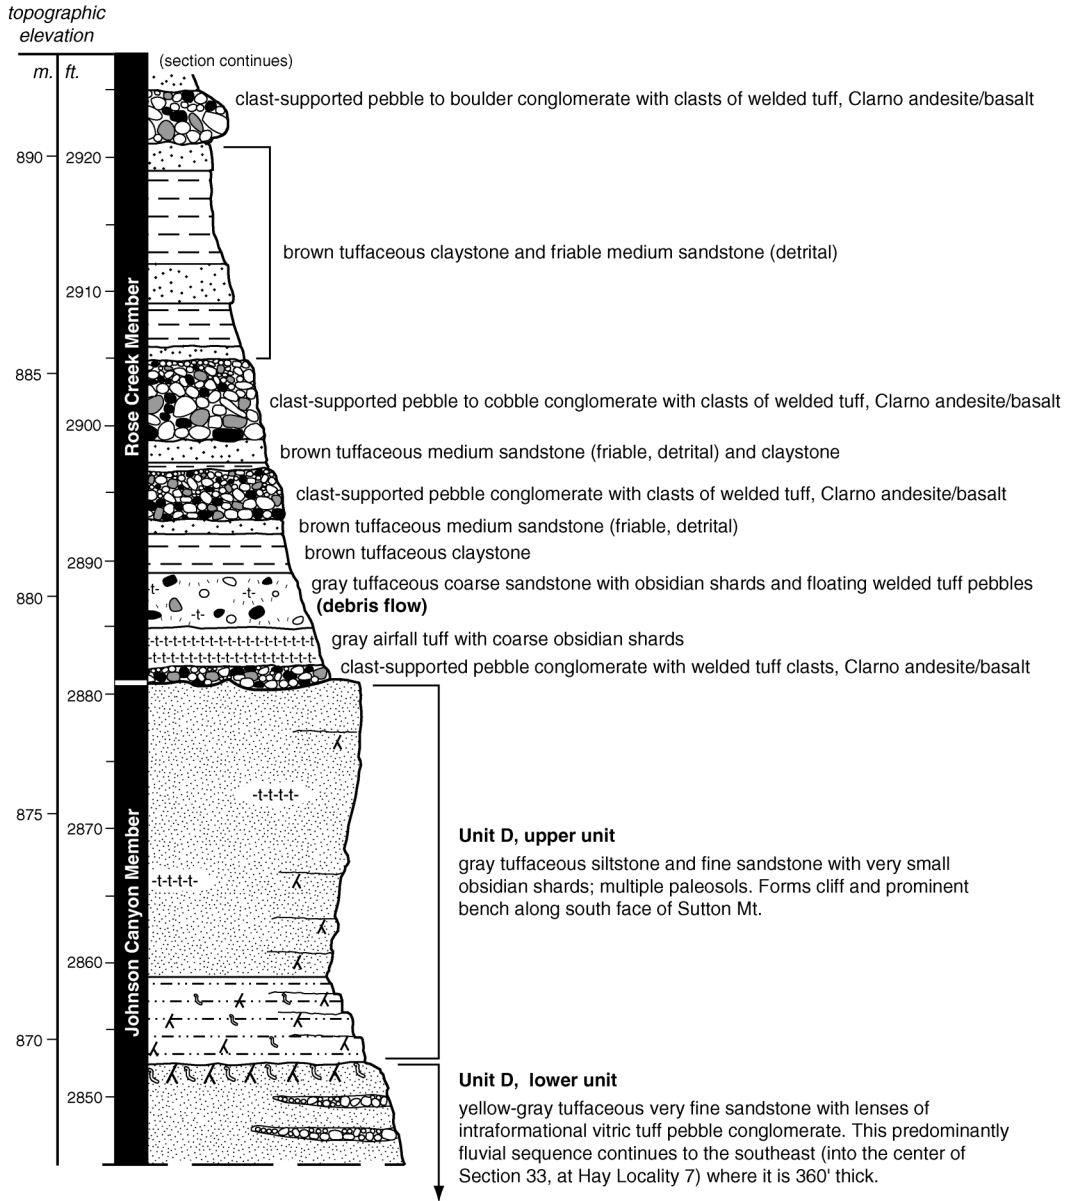 topographic
elevation
m. ft.
(section continues)
clast-supported pebble to boulder conglomerate with clasts of welded tuff, Clarno andesite/basalt
890
2920
brown tuffaceous claystone and friable medium sandstone (detrital)
2910
Rose Creek Member
885
clast-supported pebble to cobble conglomerate with clasts of welded tuff, Clarno andesite/basalt
2900
brown tuffaceous medium sandstone (friable, detrital) and claystone
clast-supported pebble conglomerate with clasts of welded tuff, Clarno andesite/basalt
brown tuffaceous medium sandstone (friable, detrital)
brown tuffaceous claystone
2890
gray tuffaceous coarse sandstone with obsidian shards and floating welded tuff pebbles
(debris flow)
-t-
-t-
-t-
880
gray airfall tuff with coarse obsidian shards
-t-t-t-t-t-t-t-t-t-t-t-t-t-t-
-t-t-t-t-t-t-t-t-t-t-t-t-t-t-
clast-supported pebble conglomerate with welded tuff clasts, Clarno andesite/basalt
2880
-t-t-t-t-
875
2870
Johnson Canyon Member
Unit D, upper unit
gray tuffaceous siltstone and fine sandstone with very small
obsidian shards; multiple paleosols. Forms cliff and prominent
bench along south face of Sutton Mt.
-t-t-t-t-
2860
870
2850
Unit D, lower unit
yellow-gray tuffaceous very fine sandstone with lenses of
intraformational vitric tuff pebble conglomerate. This predominantly
fluvial sequence continues to the southeast (into the center of
Section 33, at Hay Locality 7) where it is 360' thick.